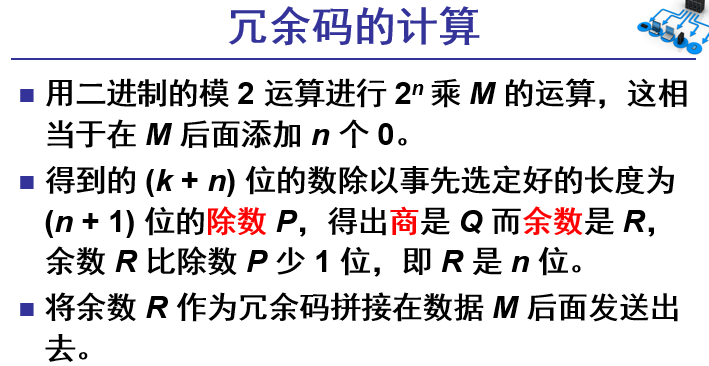 冗余码的计算
■ 用二进制的模 2 运算进行 2ⁿ 乘 M 的运算，这相
当于在 M 后面添加 n 个 0。
■ 得到的 (k + n) 位的数除以事先选定好的长度为
(n + 1) 位的除数 P，得出商是 Q 而余数是 R，
余数 R 比除数 P 少 1 位，即 R 是 n 位。
■ 将余数 R 作为冗余码拼接在数据 M 后面发送出
去。